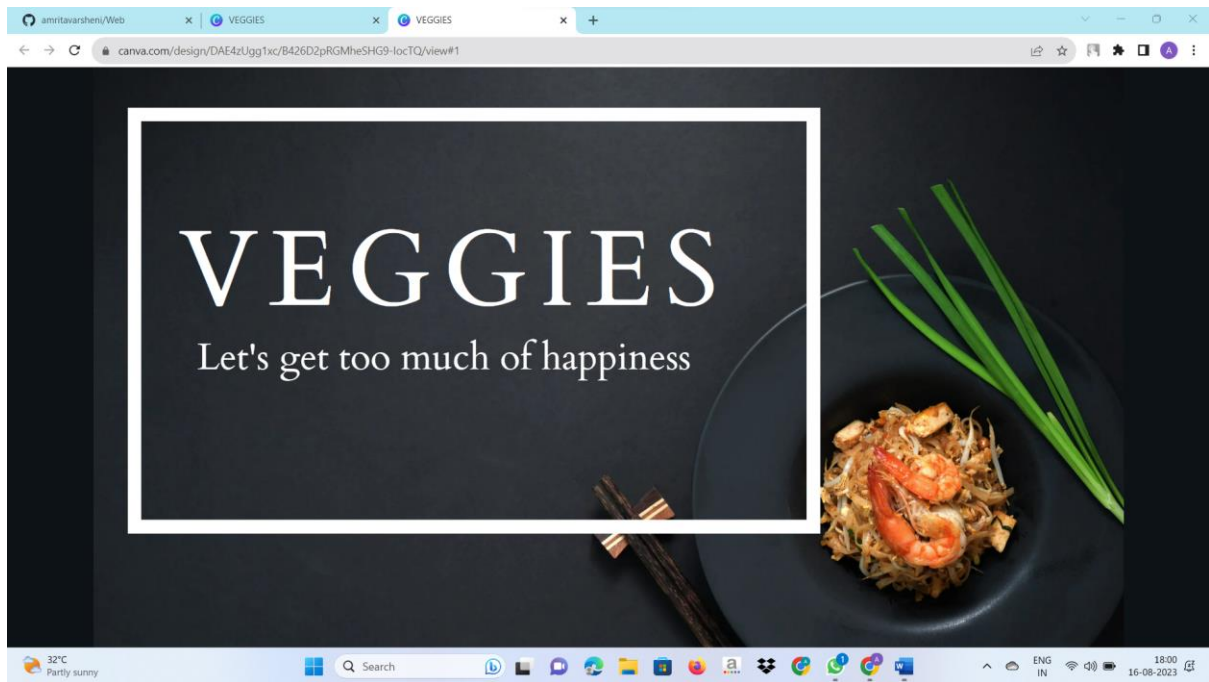 amritavarsheni/Web
VEGGIES
VEGGIES
canva.com/design/DAE4zUgg1xc/B426D2pRGMheSHG9-IocTQ/view#1
A
VEGGIES
Let's get too much of happiness
32°C
Partly sunny
Search
ENG
IN
18:00
16-08-2023